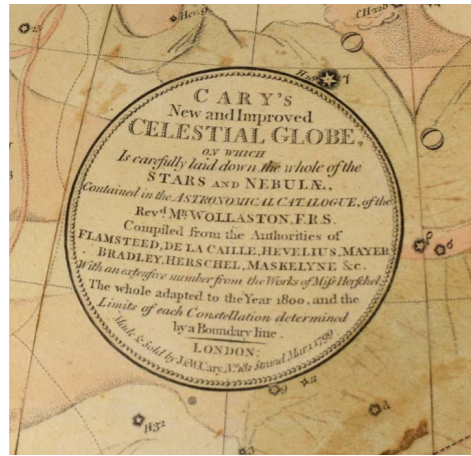 CARY'S
New and Improved
CELESTIAL GLOBE,
ON WHICH
Is carefully laid down the whole of the
STARS AND NEBULÆ,
Contained in the ASTRONOMICAL CATALOGUE, of the
Revd. Mr. WOLLASTON, F.R.S.
Compiled from the Authorities of
FLAMSTEED, DE LA CAILLE, HEVELIUS, MAYER
BRADLEY, HERSCHEL, MASKELYNE &c.
With an extensive number from the Works of Miss Herschel;
The whole adapted to the Year 1800, and the
Limits of each Constellation determined
by a Boundary line.
LONDON:
Made & Sold by J. & W. Cary, No. 181 Strand Mar. 1 1799.
H32